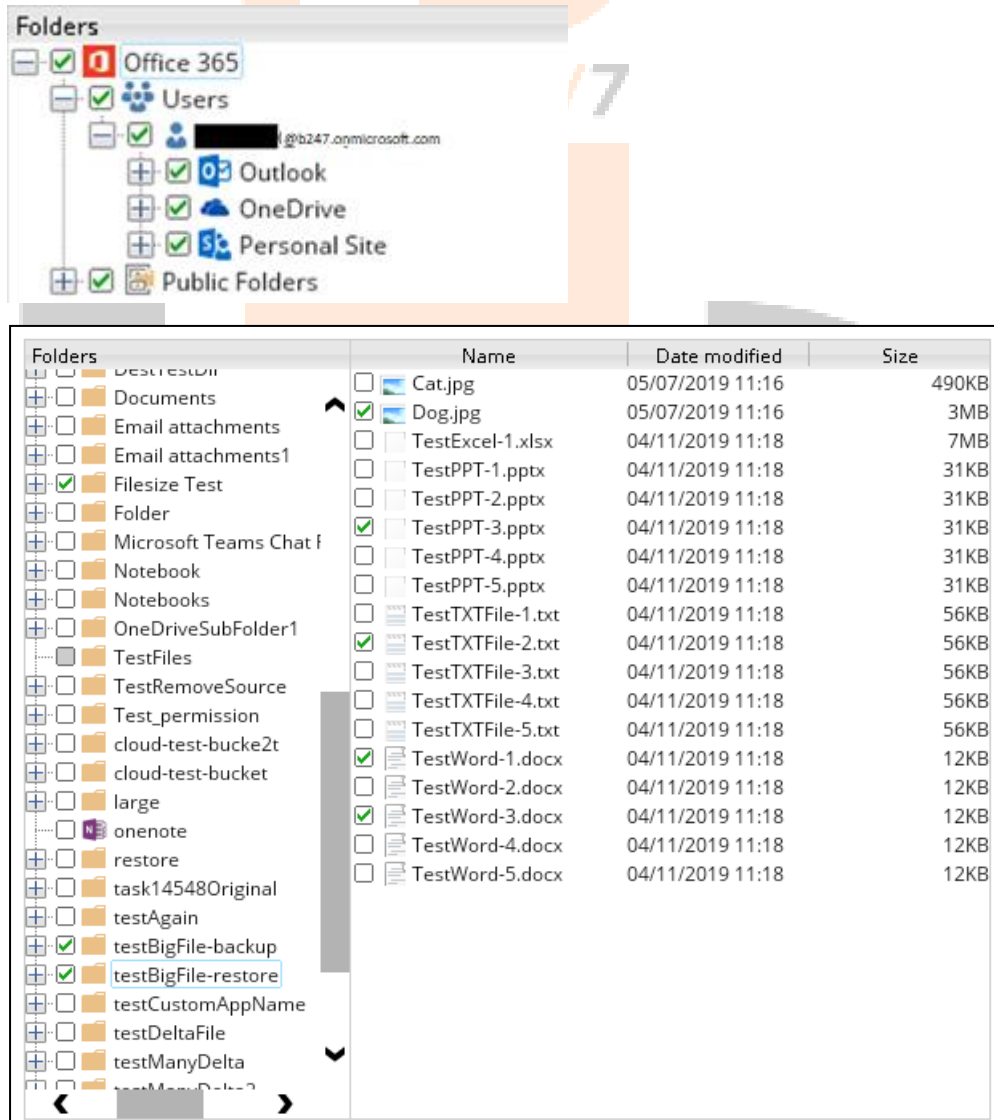 Folders
Office 365
Users
@b247.onmicrosoft.com
Outlook
OneDrive
Personal Site
Public Folders
Folders
DestTestDir
Documents
Email attachments
Email attachments1
Filesize Test
Folder
Microsoft Teams Chat F
Notebook
Notebooks
OneDriveSubFolder1
TestFiles
TestRemoveSource
Test_permission
cloud-test-bucke2t
cloud-test-bucket
large
onenote
restore
task14548Original
testAgain
testBigFile-backup
testBigFile-restore
testCustomAppName
testDeltaFile
testManyDelta
testManyDelta2
Name Date modified Size
Cat.jpg 05/07/2019 11:16 490KB
Dog.jpg 05/07/2019 11:16 3MB
TestExcel-1.xlsx 04/11/2019 11:18 7MB
TestPPT-1.pptx 04/11/2019 11:18 31KB
TestPPT-2.pptx 04/11/2019 11:18 31KB
TestPPT-3.pptx 04/11/2019 11:18 31KB
TestPPT-4.pptx 04/11/2019 11:18 31KB
TestPPT-5.pptx 04/11/2019 11:18 31KB
TestTXTFile-1.txt 04/11/2019 11:18 56KB
TestTXTFile-2.txt 04/11/2019 11:18 56KB
TestTXTFile-3.txt 04/11/2019 11:18 56KB
TestTXTFile-4.txt 04/11/2019 11:18 56KB
TestTXTFile-5.txt 04/11/2019 11:18 56KB
TestWord-1.docx 04/11/2019 11:18 12KB
TestWord-2.docx 04/11/2019 11:18 12KB
TestWord-3.docx 04/11/2019 11:18 12KB
TestWord-4.docx 04/11/2019 11:18 12KB
TestWord-5.docx 04/11/2019 11:18 12KB